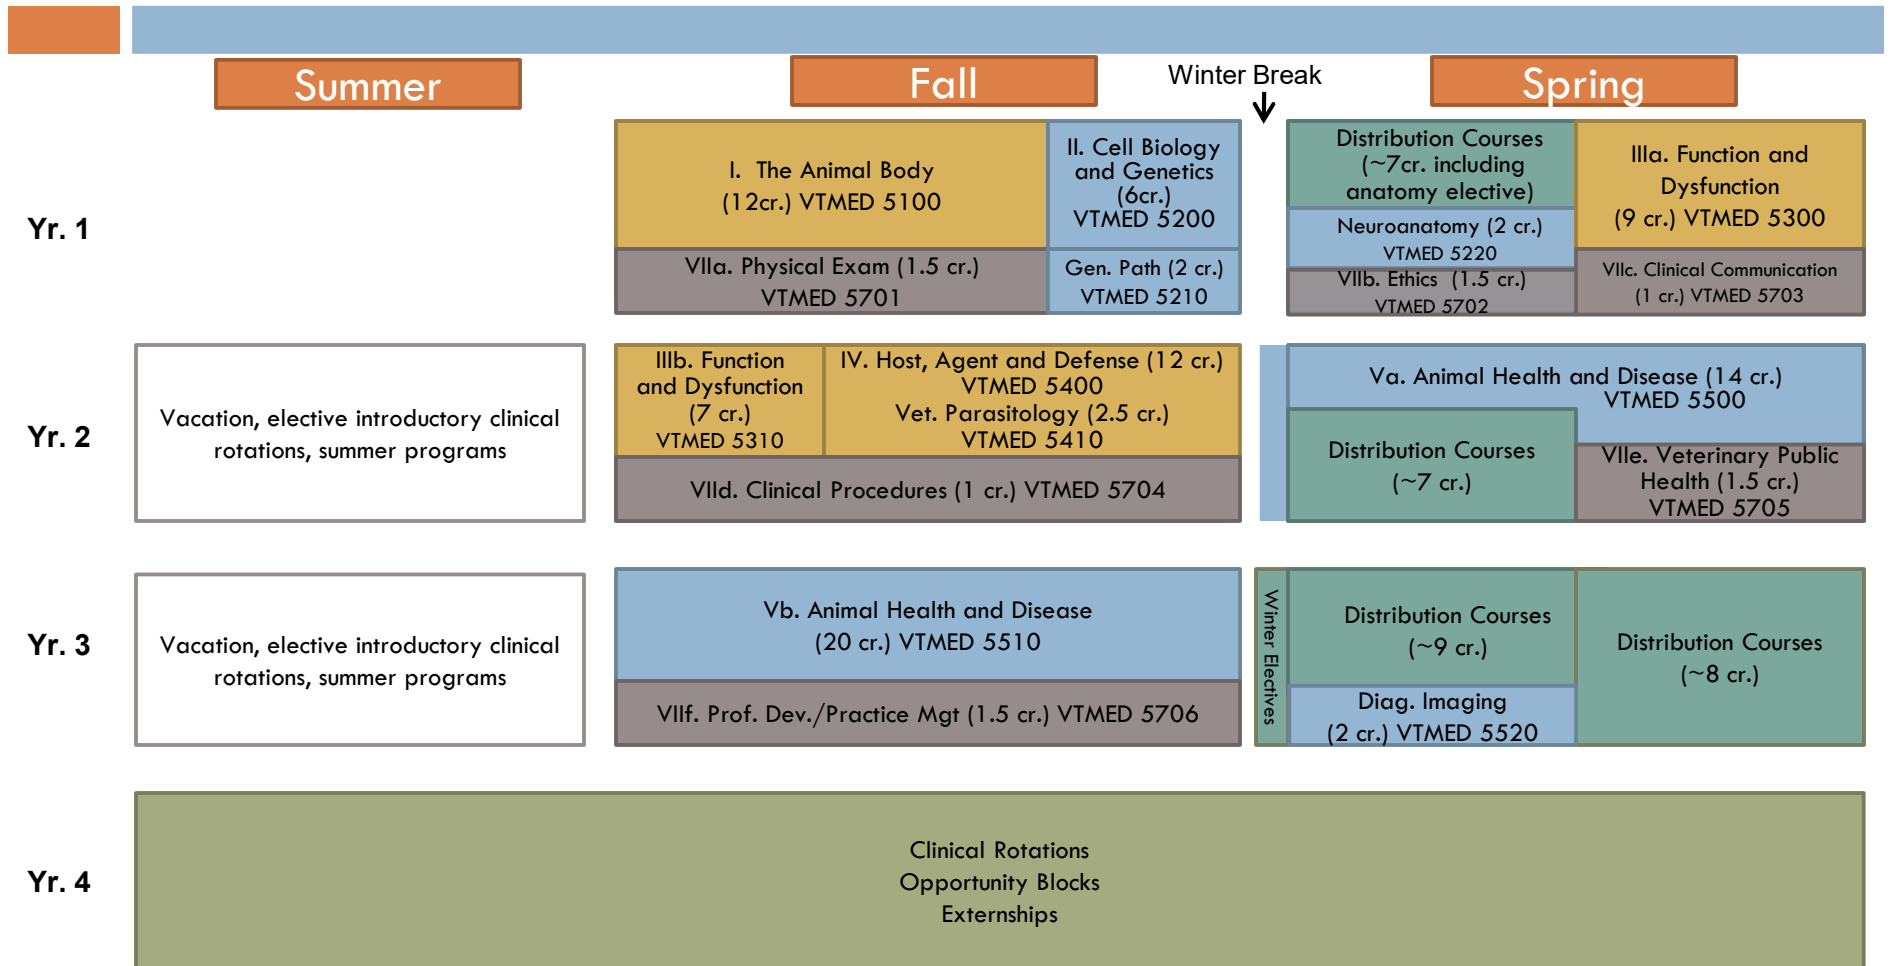 Summer
Fall
Winter Break
Spring
Yr. 1
I. The Animal Body
(12cr.) VTMED 5100
II. Cell Biology
and Genetics
(6cr.)
VTMED 5200
VIIa. Physical Exam (1.5 cr.)
VTMED 5701
Gen. Path (2 cr.)
VTMED 5210
Distribution Courses
(~7cr. including
anatomy elective)
Neuroanatomy (2 cr.)
VTMED 5220
VIIb. Ethics (1.5 cr.)
VTMED 5702
IIIa. Function and
Dysfunction
(9 cr.) VTMED 5300
VIIc. Clinical Communication
(1 cr.) VTMED 5703
Yr. 2
Vacation, elective introductory clinical
rotations, summer programs
IIIb. Function
and Dysfunction
(7 cr.)
VTMED 5310
IV. Host, Agent and Defense (12 cr.)
VTMED 5400
Vet. Parasitology (2.5 cr.)
VTMED 5410
VIId. Clinical Procedures (1 cr.) VTMED 5704
Va. Animal Health and Disease (14 cr.)
VTMED 5500
Distribution Courses
(~7 cr.)
VIIe. Veterinary Public
Health (1.5 cr.)
VTMED 5705
Yr. 3
Vacation, elective introductory clinical
rotations, summer programs
Vb. Animal Health and Disease
(20 cr.) VTMED 5510
VIIf. Prof. Dev./Practice Mgt (1.5 cr.) VTMED 5706
Winter Electives
Distribution Courses
(~9 cr.)
Diag. Imaging
(2 cr.) VTMED 5520
Distribution Courses
(~8 cr.)
Yr. 4
Clinical Rotations
Opportunity Blocks
Externships